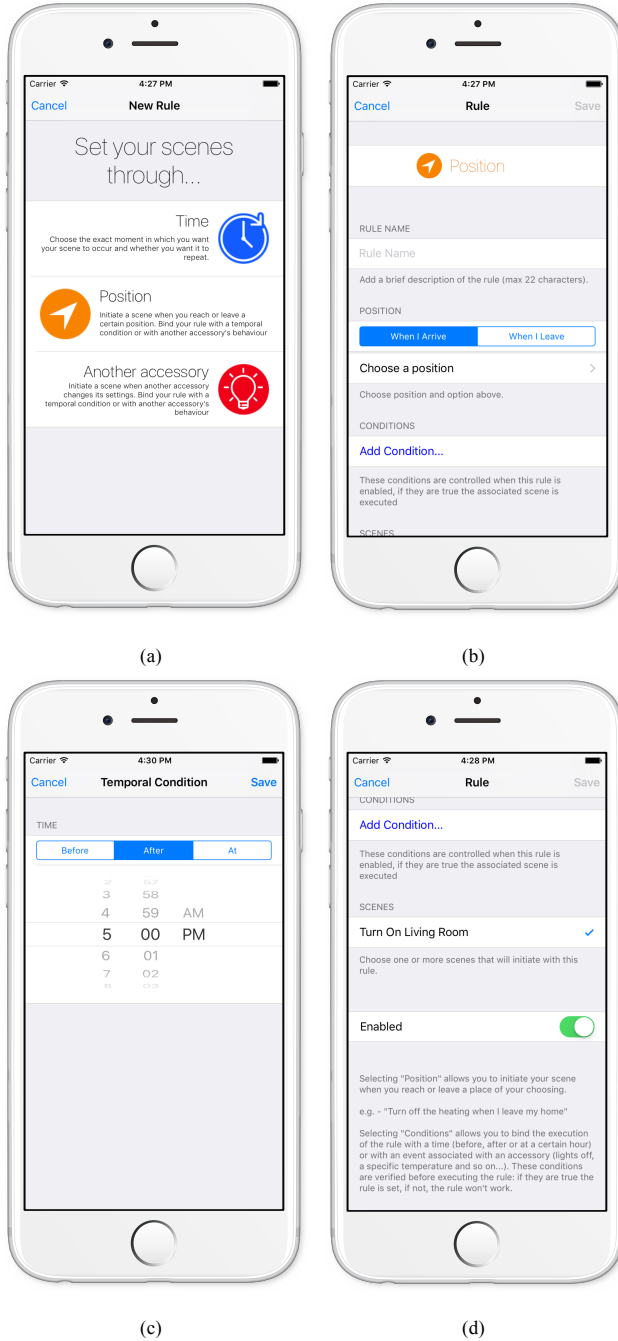 Carrier 4:27 PM
Cancel New Rule
Set your scenes
through...
Time
Choose the exact moment in which you want
your scene to occur and whether you want it to
repeat.
Position
Initiate a scene when you reach or leave a
certain position. Bind your rule with a temporal
condition or with another accessory's behaviour
Another accessory
Initiate a scene when another accessory
changes its settings. Bind your rule with a
temporal condition or with another accessory's
behaviour
(a)
Carrier 4:27 PM
Cancel Rule Save
Position
RULE NAME
Rule Name
Add a brief description of the rule (max 22 characters).
POSITION
When I Arrive When I Leave
Choose a position
Choose position and option above.
CONDITIONS
Add Condition...
These conditions are controlled when this rule is
enabled, if they are true the associated scene is
executed
SCENES
(b)
Carrier 4:30 PM
Cancel Temporal Condition Save
TIME
Before After At
2 57
3 58
4 59 AM
5 00 PM
6 01
7 02
8 03
(c)
Carrier 4:28 PM
Cancel Rule Save
CONDITIONS
Add Condition...
These conditions are controlled when this rule is
enabled, if they are true the associated scene is
executed
SCENES
Turn On Living Room
Choose one or more scenes that will initiate with this
rule.
Enabled
Selecting "Position" allows you to initiate your scene
when you reach or leave a place of your choosing.
e.g. - "Turn off the heating when I leave my home"
Selecting "Conditions" allows you to bind the execution
of the rule with a time (before, after or at a certain hour)
or with an event associated with an accessory (lights off,
a specific temperature and so on...). These conditions
are verified before executing the rule: if they are true the
rule is set, if not, the rule won't work.
(d)